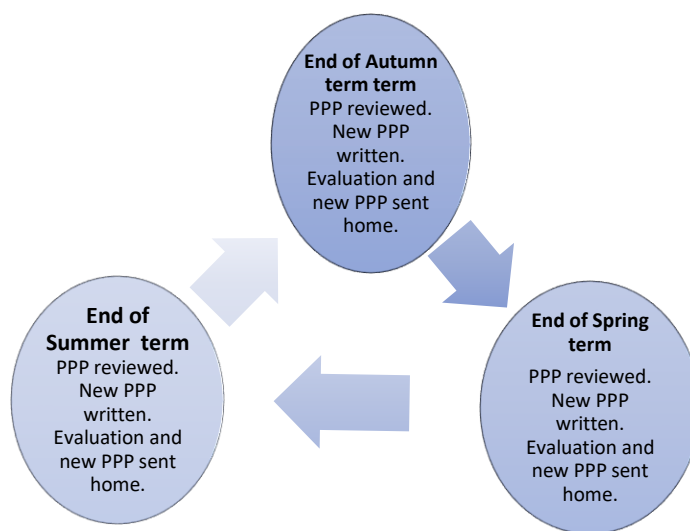 End of Autumn
term term
PPP reviewed.
New PPP
written.
Evaluation and
new PPP sent
home.
End of Spring
term
PPP reviewed.
New PPP
written.
Evaluation and
new PPP sent
home.
End of
Summer term
PPP reviewed.
New PPP
written.
Evaluation and
new PPP sent
home.